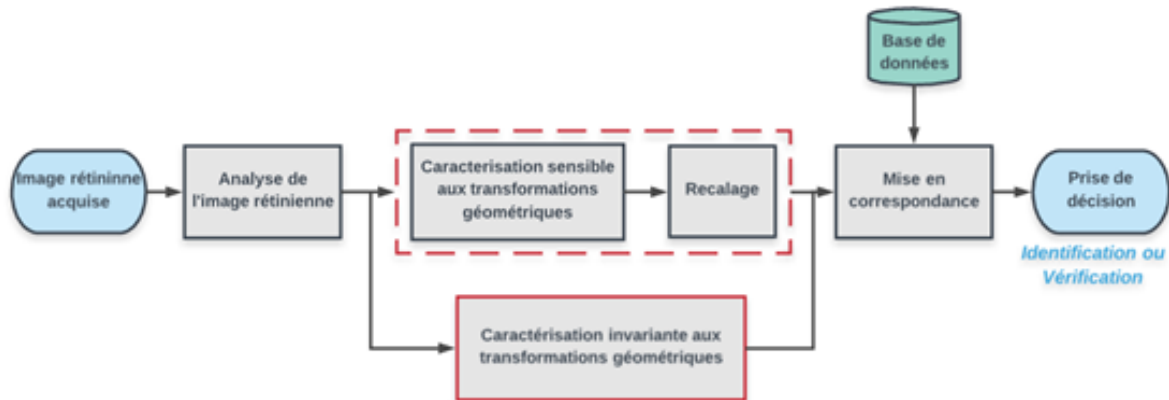 Base de
données
Image rétininne
acquise
Analyse de
l'image rétinienne
Caracterisation sensible
aux transformations
géométriques
Recalage
Mise en
correspondance
Prise de
décision
Identification ou
Vérification
Caractérisation invariante aux
transformations géométriques